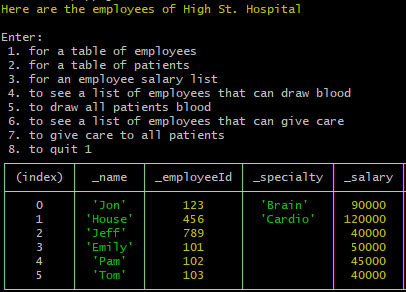 Here are the employees of High St. Hospital
Enter:
1. for a table of employees
2. for a table of patients
3. for an employee salary list
4. to see a list of employees that can draw blood
5. to draw all patients blood
6. to see a list of employees that can give care
7. to give care to all patients
8. to quit 1
(index) _name _employeeId _specialty _salary
0 'Jon' 123 'Brain' 90000
1 'House' 456 'Cardio' 120000
2 'Jeff' 789 40000
3 'Emily' 101 50000
4 'Pam' 102 45000
5 'Tom' 103 40000